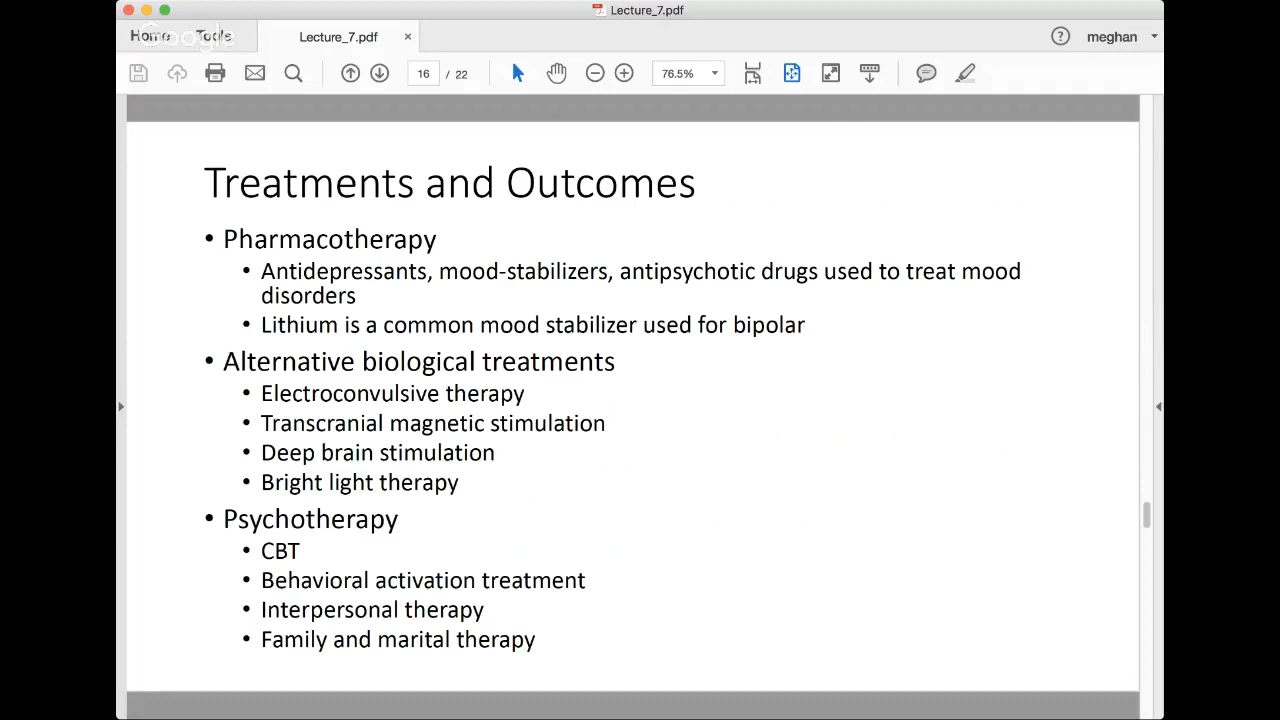 Lecture_7.pdf
Home Tools Lecture_7.pdf × ? meghan
Google
16 / 22 76.5%
Treatments and Outcomes
• Pharmacotherapy
• Antidepressants, mood-stabilizers, antipsychotic drugs used to treat mood
disorders
• Lithium is a common mood stabilizer used for bipolar
• Alternative biological treatments
• Electroconvulsive therapy
• Transcranial magnetic stimulation
• Deep brain stimulation
• Bright light therapy
• Psychotherapy
• CBT
• Behavioral activation treatment
• Interpersonal therapy
• Family and marital therapy